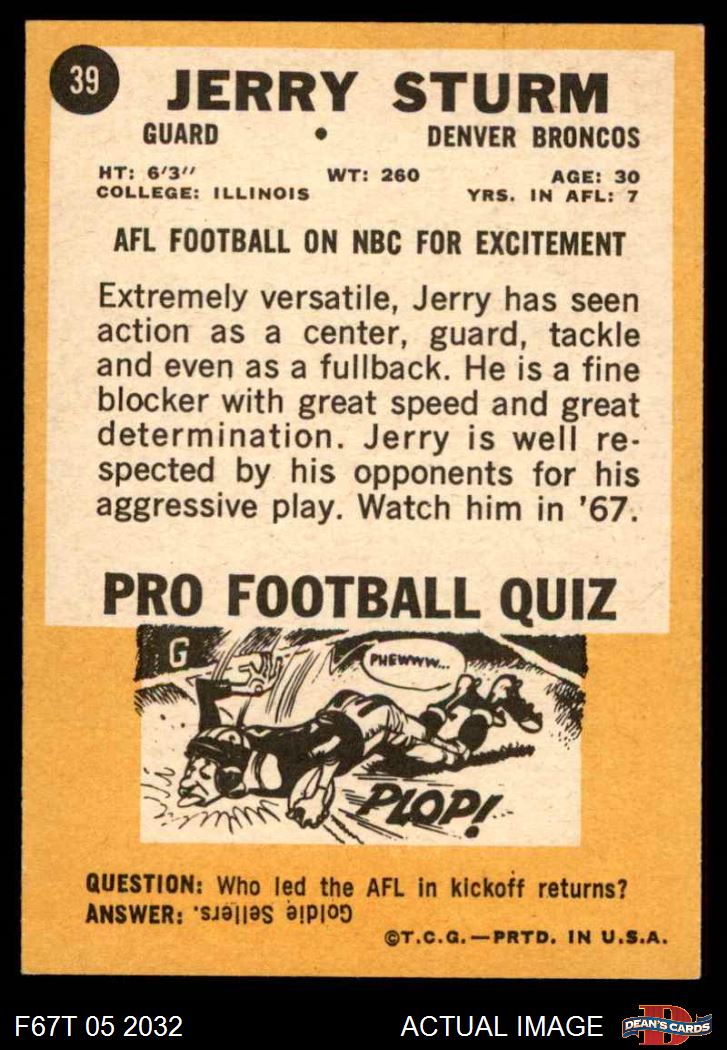 39
JERRY STURM
GUARD • DENVER BRONCOS
HT: 6'3" WT: 260 AGE: 30
COLLEGE: ILLINOIS YRS. IN AFL: 7
AFL FOOTBALL ON NBC FOR EXCITEMENT
Extremely versatile, Jerry has seen
action as a center, guard, tackle
and even as a fullback. He is a fine
blocker with great speed and great
determination. Jerry is well re-
spected by his opponents for his
aggressive play. Watch him in '67.
PRO FOOTBALL QUIZ
G
PHEWWW...
PLOP!
QUESTION: Who led the AFL in kickoff returns?
ANSWER: Goldie Sellers.
©T.C.G.—PRTD. IN U.S.A.
F67T 05 2032 ACTUAL IMAGE
D
DEAN'S CARDS